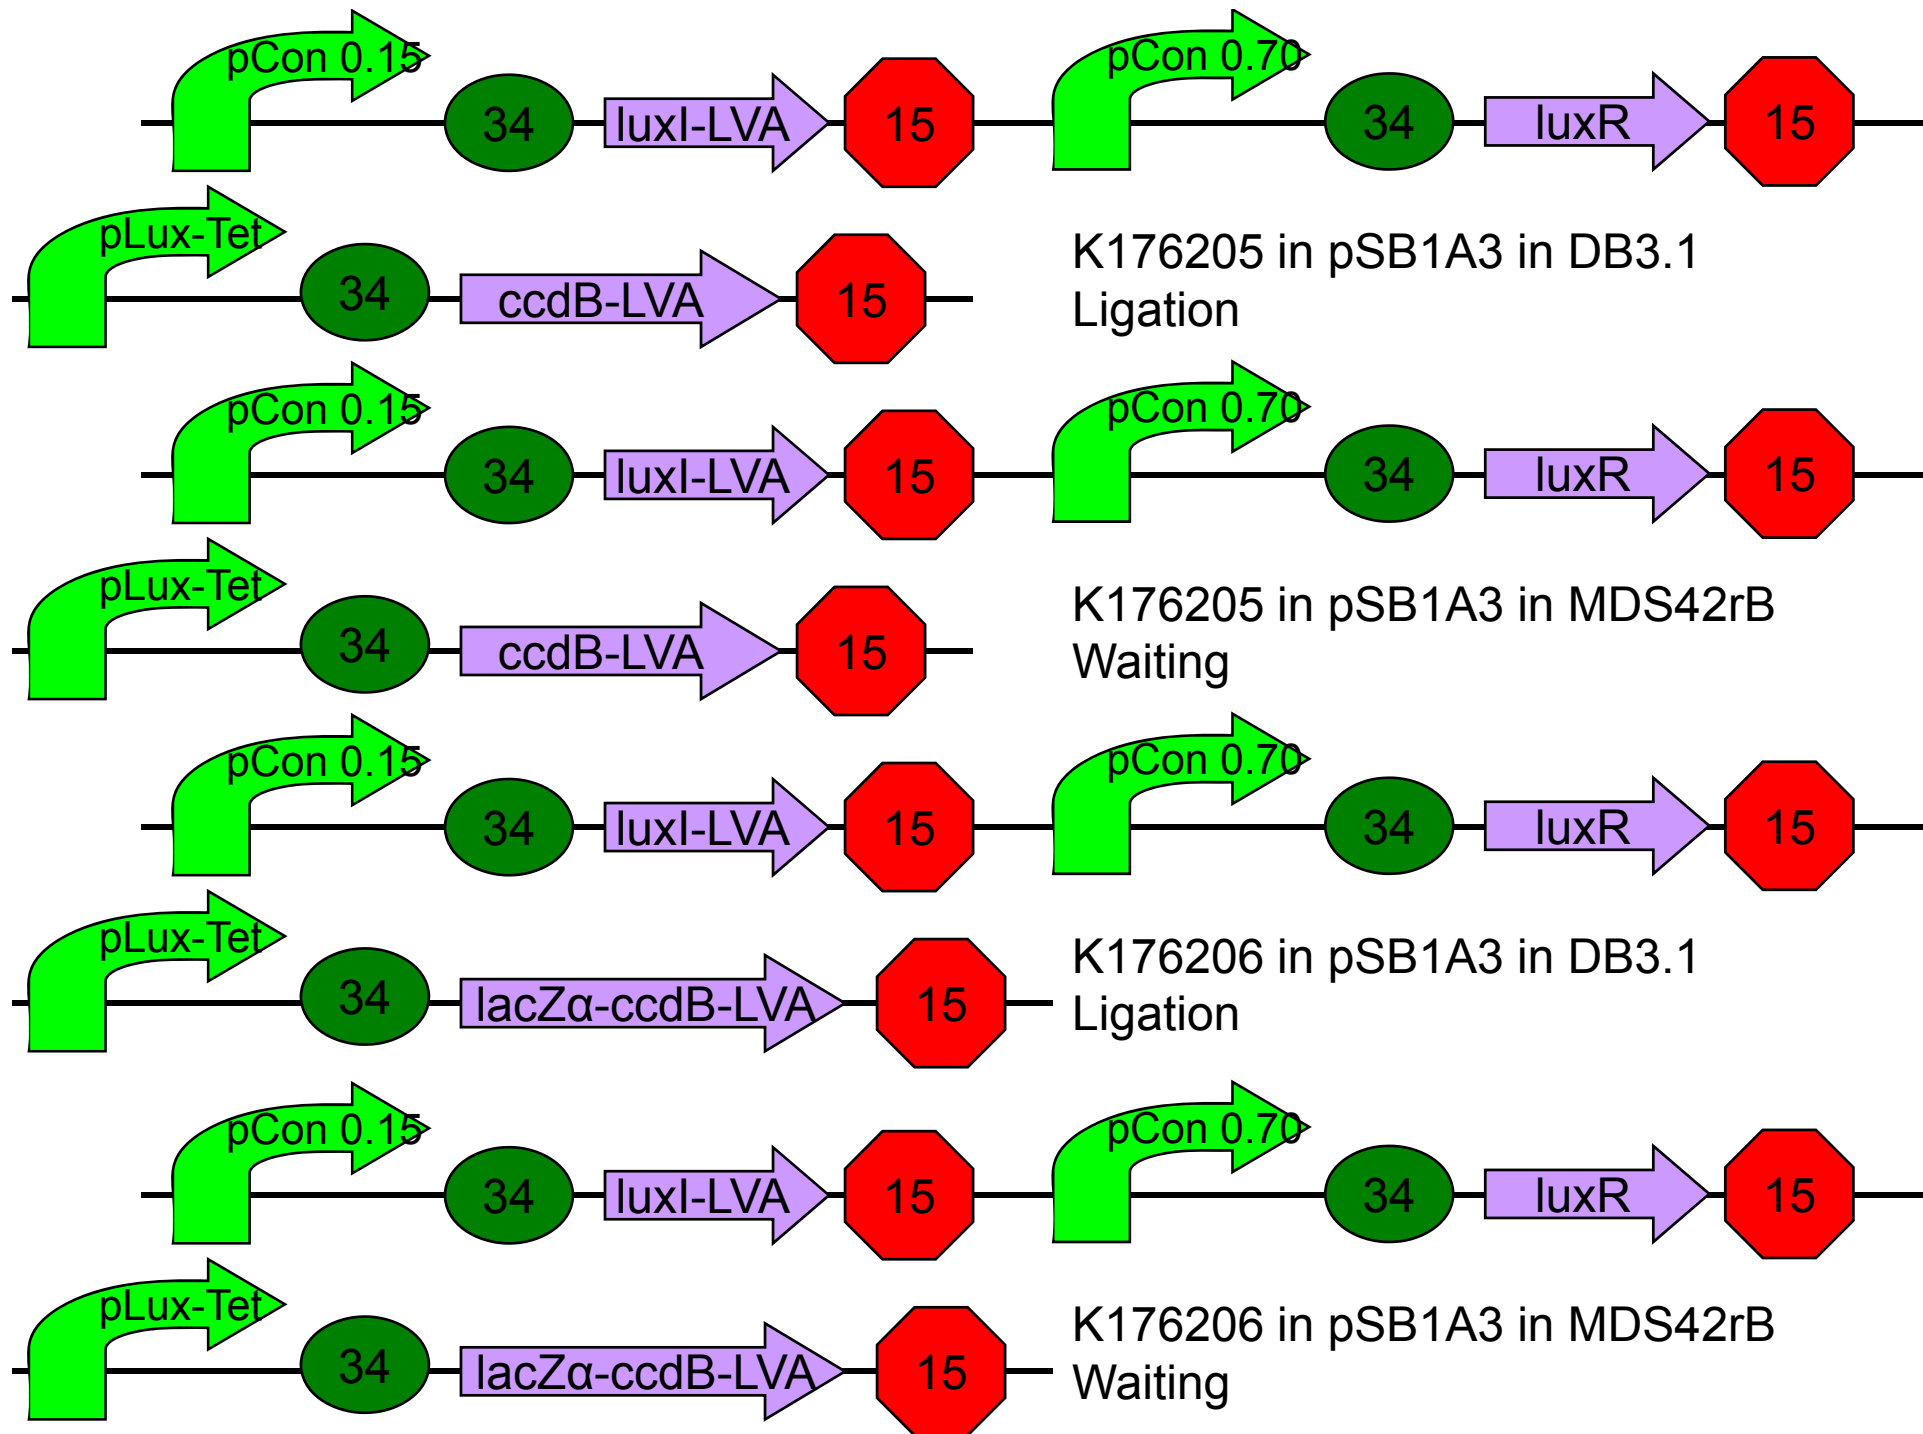 pCon 0.15 34 luxI-LVA 15 pCon 0.70 34 luxR 15
pLux-Tet 34 ccdB-LVA 15
K176205 in pSB1A3 in DB3.1
Ligation
pCon 0.15 34 luxI-LVA 15 pCon 0.70 34 luxR 15
pLux-Tet 34 ccdB-LVA 15
K176205 in pSB1A3 in MDS42rB
Waiting
pCon 0.15 34 luxI-LVA 15 pCon 0.70 34 luxR 15
pLux-Tet 34 lacZα-ccdB-LVA 15
K176206 in pSB1A3 in DB3.1
Ligation
pCon 0.15 34 luxI-LVA 15 pCon 0.70 34 luxR 15
pLux-Tet 34 lacZα-ccdB-LVA 15
K176206 in pSB1A3 in MDS42rB
Waiting